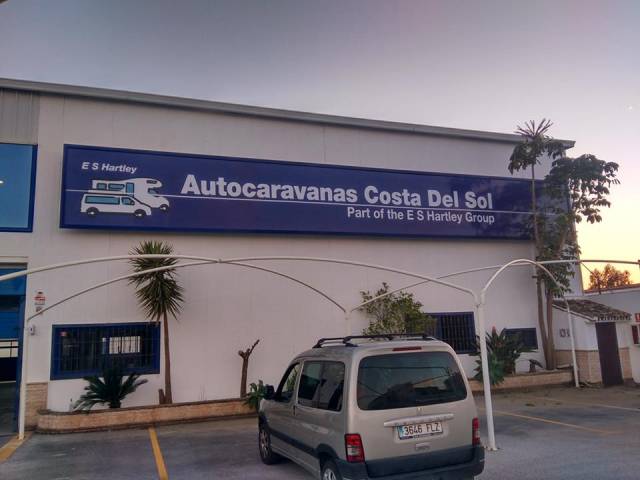 E S Hartley
Autocaravanas Costa Del Sol
Part of the E S Hartley Group
3646 FLZ